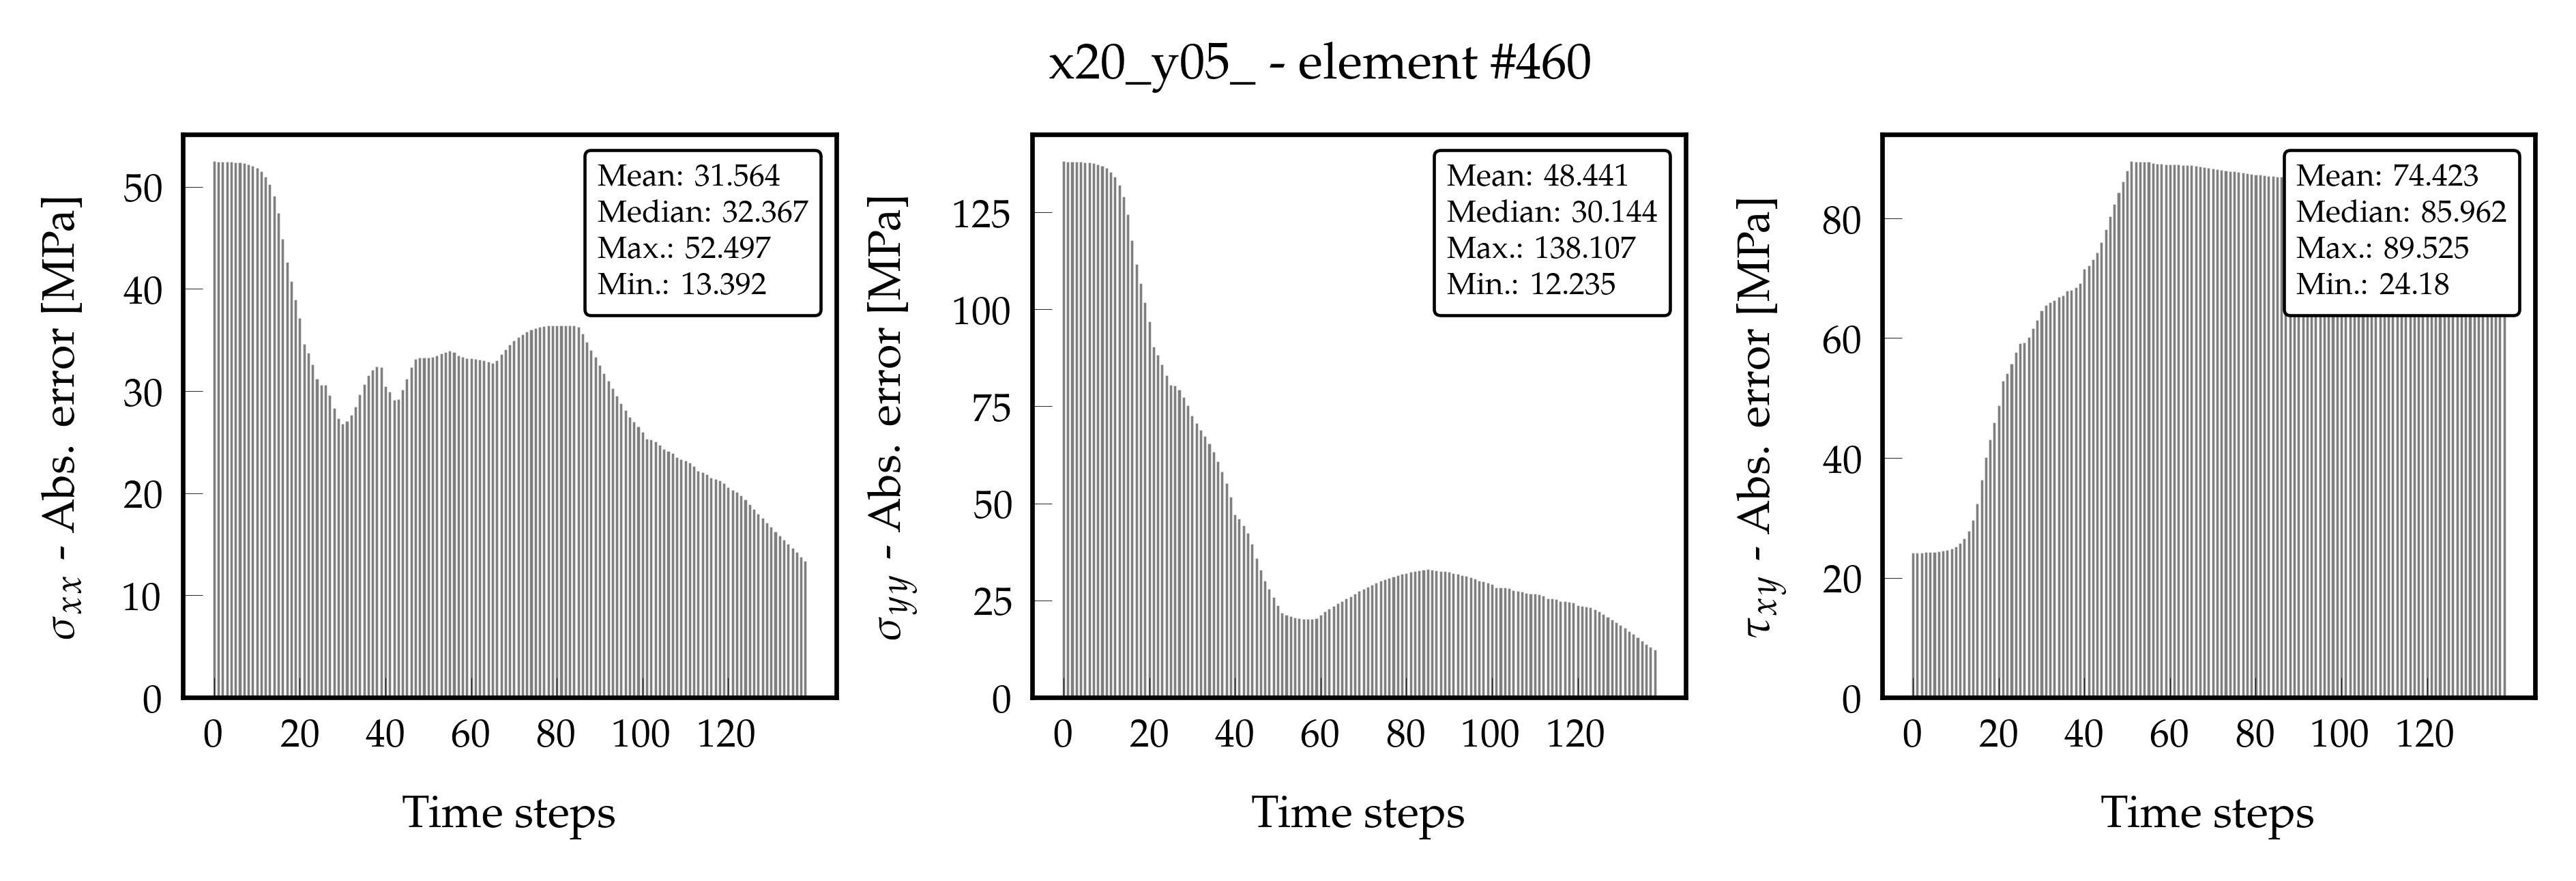 x20_y05_ - element #460
σxx - Abs. error [MPa]
50
40
30
20
10
0
Mean: 31.564
Median: 32.367
Max.: 52.497
Min.: 13.392
0 20 40 60 80 100 120
Time steps
σyy - Abs. error [MPa]
125
100
75
50
25
0
Mean: 48.441
Median: 30.144
Max.: 138.107
Min.: 12.235
0 20 40 60 80 100 120
Time steps
τxy - Abs. error [MPa]
80
60
40
20
0
Mean: 74.423
Median: 85.962
Max.: 89.525
Min.: 24.18
0 20 40 60 80 100 120
Time steps